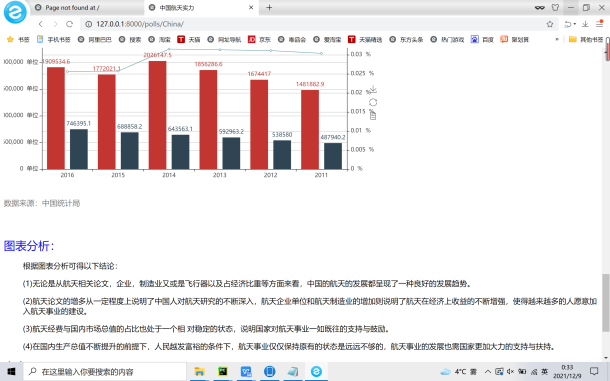 Page not found at /
中国航天实力
127.0.0.1:8000/polls/China/
书签 手机书签 阿里巴巴 搜索 淘宝 天猫 网址导航 京东 唯品会 爱淘宝 天猫精选 东方头条 热门游戏 百度 聚划算 » 其他书签
0.03 %
0.025 %
0.02 %
0.015 %
0.01 %
0.005 %
0 %
000,000 单位
500,000 单位
000,000 单位
500,000 单位
0 单位
1909534.6 1772021.1 2026147.5 1856286.6 1674417 1481882.9
746395.1 688858.2 643563.1 592963.2 538580 487940.2
2016 2015 2014 2013 2012 2011
数据来源：中国统计局
图表分析：
根据图表分析可得以下结论：
(1)无论是从航天相关论文，企业，制造业又或是飞行器以及占经济比重等方面来看，中国的航天的发展都呈现了一种良好的发展趋势。
(2)航天论文的增多从一定程度上说明了中国人对航天研究的不断深入，航天企业单位和航天制造业的增加则说明了航天在经济上收益的不断增强，使得越来越多的人愿意加
入航天事业的建设。
(3)航天经费与国内市场总值的占比也处于一个相 对稳定的状态，说明国家对航天事业一如既往的支持与鼓励。
(4)在国内生产总值不断提升的前提下，人民越发富裕的条件下，航天事业仅仅保持原有的状态是远远不够的，航天事业的发展也需国家更加大力的支持与扶持。
在这里输入你要搜索的内容
4°C 雾
英
0:33
2021/12/9